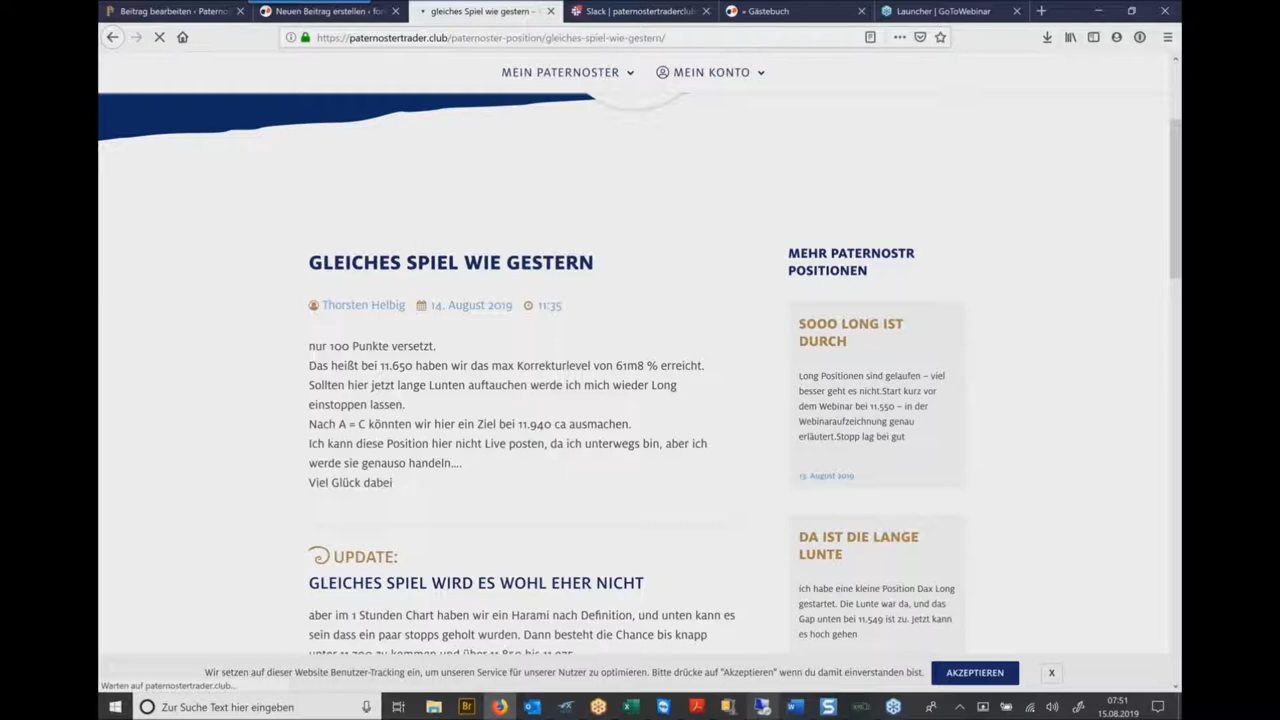 Beitrag bearbeiten ‹ Paterno
Neuen Beitrag erstellen ‹ for
gleiches Spiel wie gestern –
Slack | paternostertraderclub
» Gästebuch
Launcher | GoToWebinar
https://paternostertrader.club/paternoster-position/gleiches-spiel-wie-gestern/
MEIN PATERNOSTER
MEIN KONTO
GLEICHES SPIEL WIE GESTERN
Thorsten Helbig 14. August 2019 11:35
nur 100 Punkte versetzt.
Das heißt bei 11.650 haben wir das max Korrekturlevel von 61m8 % erreicht.
Sollten hier jetzt lange Lunten auftauchen werde ich mich wieder Long
einstoppen lassen.
Nach A = C könnten wir hier ein Ziel bei 11.940 ca ausmachen.
Ich kann diese Position hier nicht Live posten, da ich unterwegs bin, aber ich
werde sie genauso handeln....
Viel Glück dabei
UPDATE:
GLEICHES SPIEL WIRD ES WOHL EHER NICHT
aber im 1 Stunden Chart haben wir ein Harami nach Definition, und unten kann es
sein dass ein paar stopps geholt wurden. Dann besteht die Chance bis knapp
MEHR PATERNOSTR
POSITIONEN
SOOO LONG IST
DURCH
Long Positionen sind gelaufen – viel
besser geht es nicht.Start kurz vor
dem Webinar bei 11.550 – in der
Webinaraufzeichnung genau
erläutert.Stopp lag bei gut
13. August 2019
DA IST DIE LANGE
LUNTE
ich habe eine kleine Position Dax Long
gestartet. Die Lunte war da, und das
Gap unten bei 11.549 ist zu. jetzt kann
es hoch gehen
Wir setzen auf dieser Website Benutzer-Tracking ein, um unseren Service für unserer Nutzer zu optimieren. Bitte drücke auf "Akzeptieren" wenn du damit einverstanden bist.
AKZEPTIEREN
X
Warten auf paternostertrader.club...
Zur Suche Text hier eingeben
07:51
15.08.2019